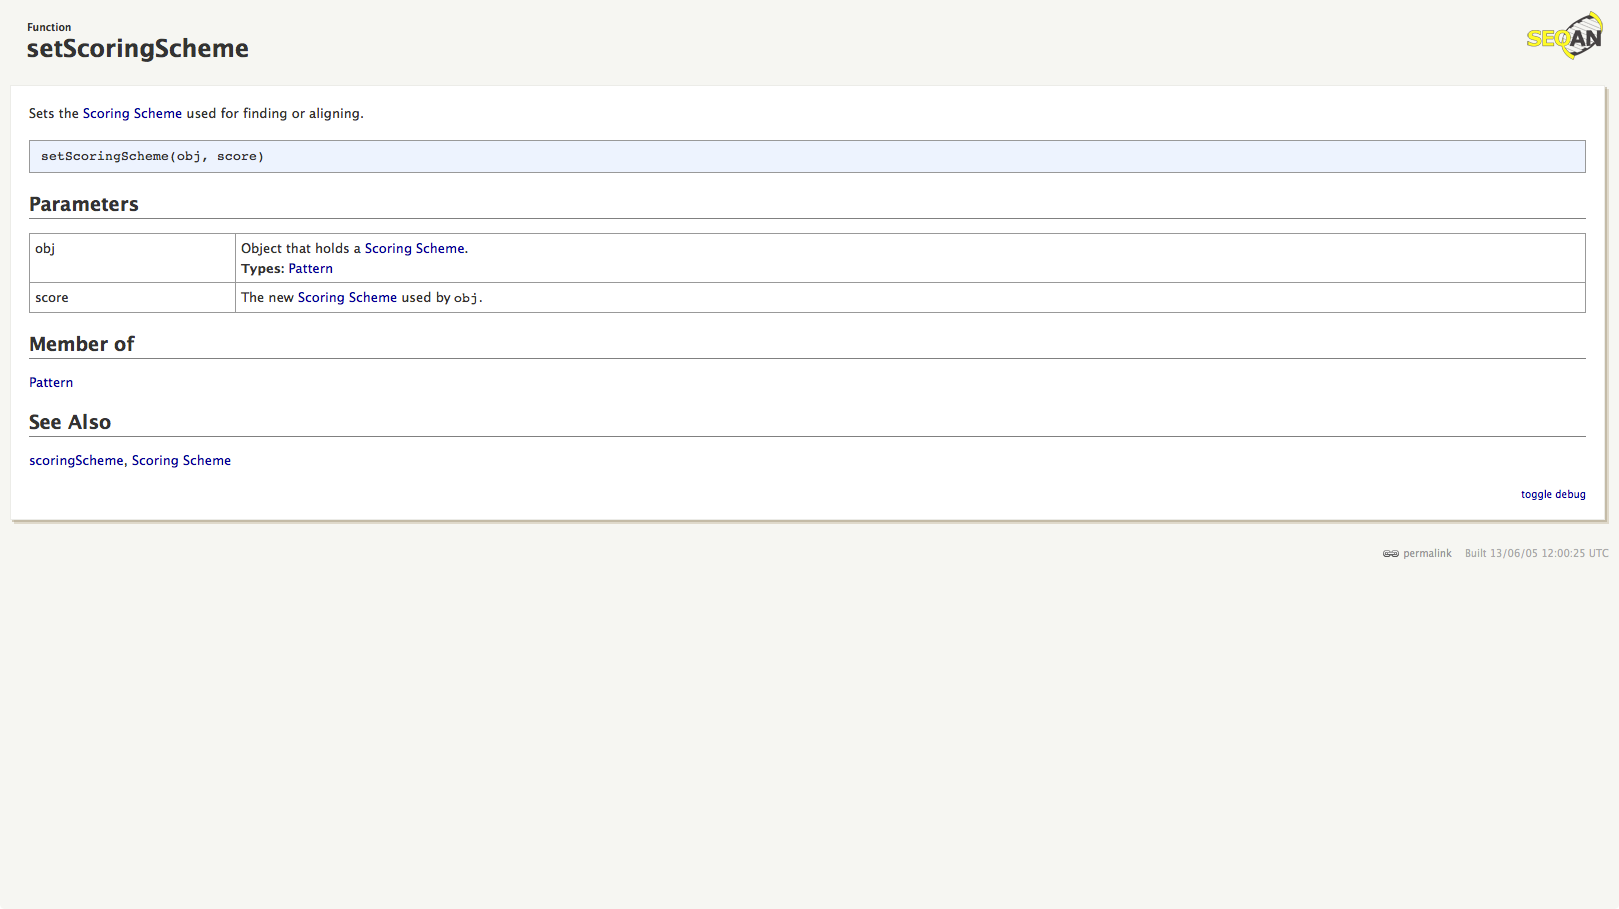 Function
setScoringScheme
SEQAN
Sets the Scoring Scheme used for finding or aligning.
setScoringScheme(obj, score)
Parameters
obj
Object that holds a Scoring Scheme.
Types: Pattern
score
The new Scoring Scheme used by obj.
Member of
Pattern
See Also
scoringScheme, Scoring Scheme
toggle debug
permalink Built 13/06/05 12:00:25 UTC